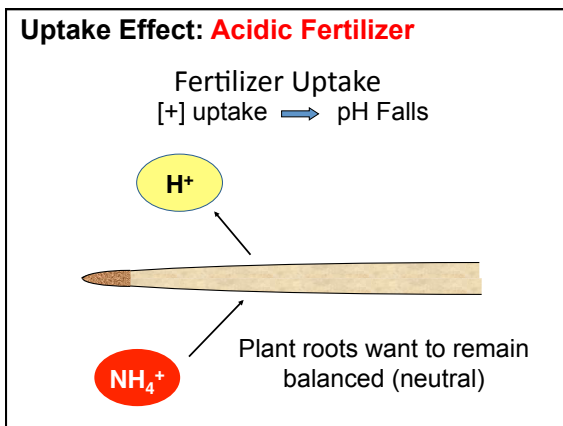 Uptake Effect: Acidic Fertilizer
Fertilizer Uptake
[+] uptake pH Falls
H⁺
Plant roots want to remain
balanced (neutral)
NH₄⁺